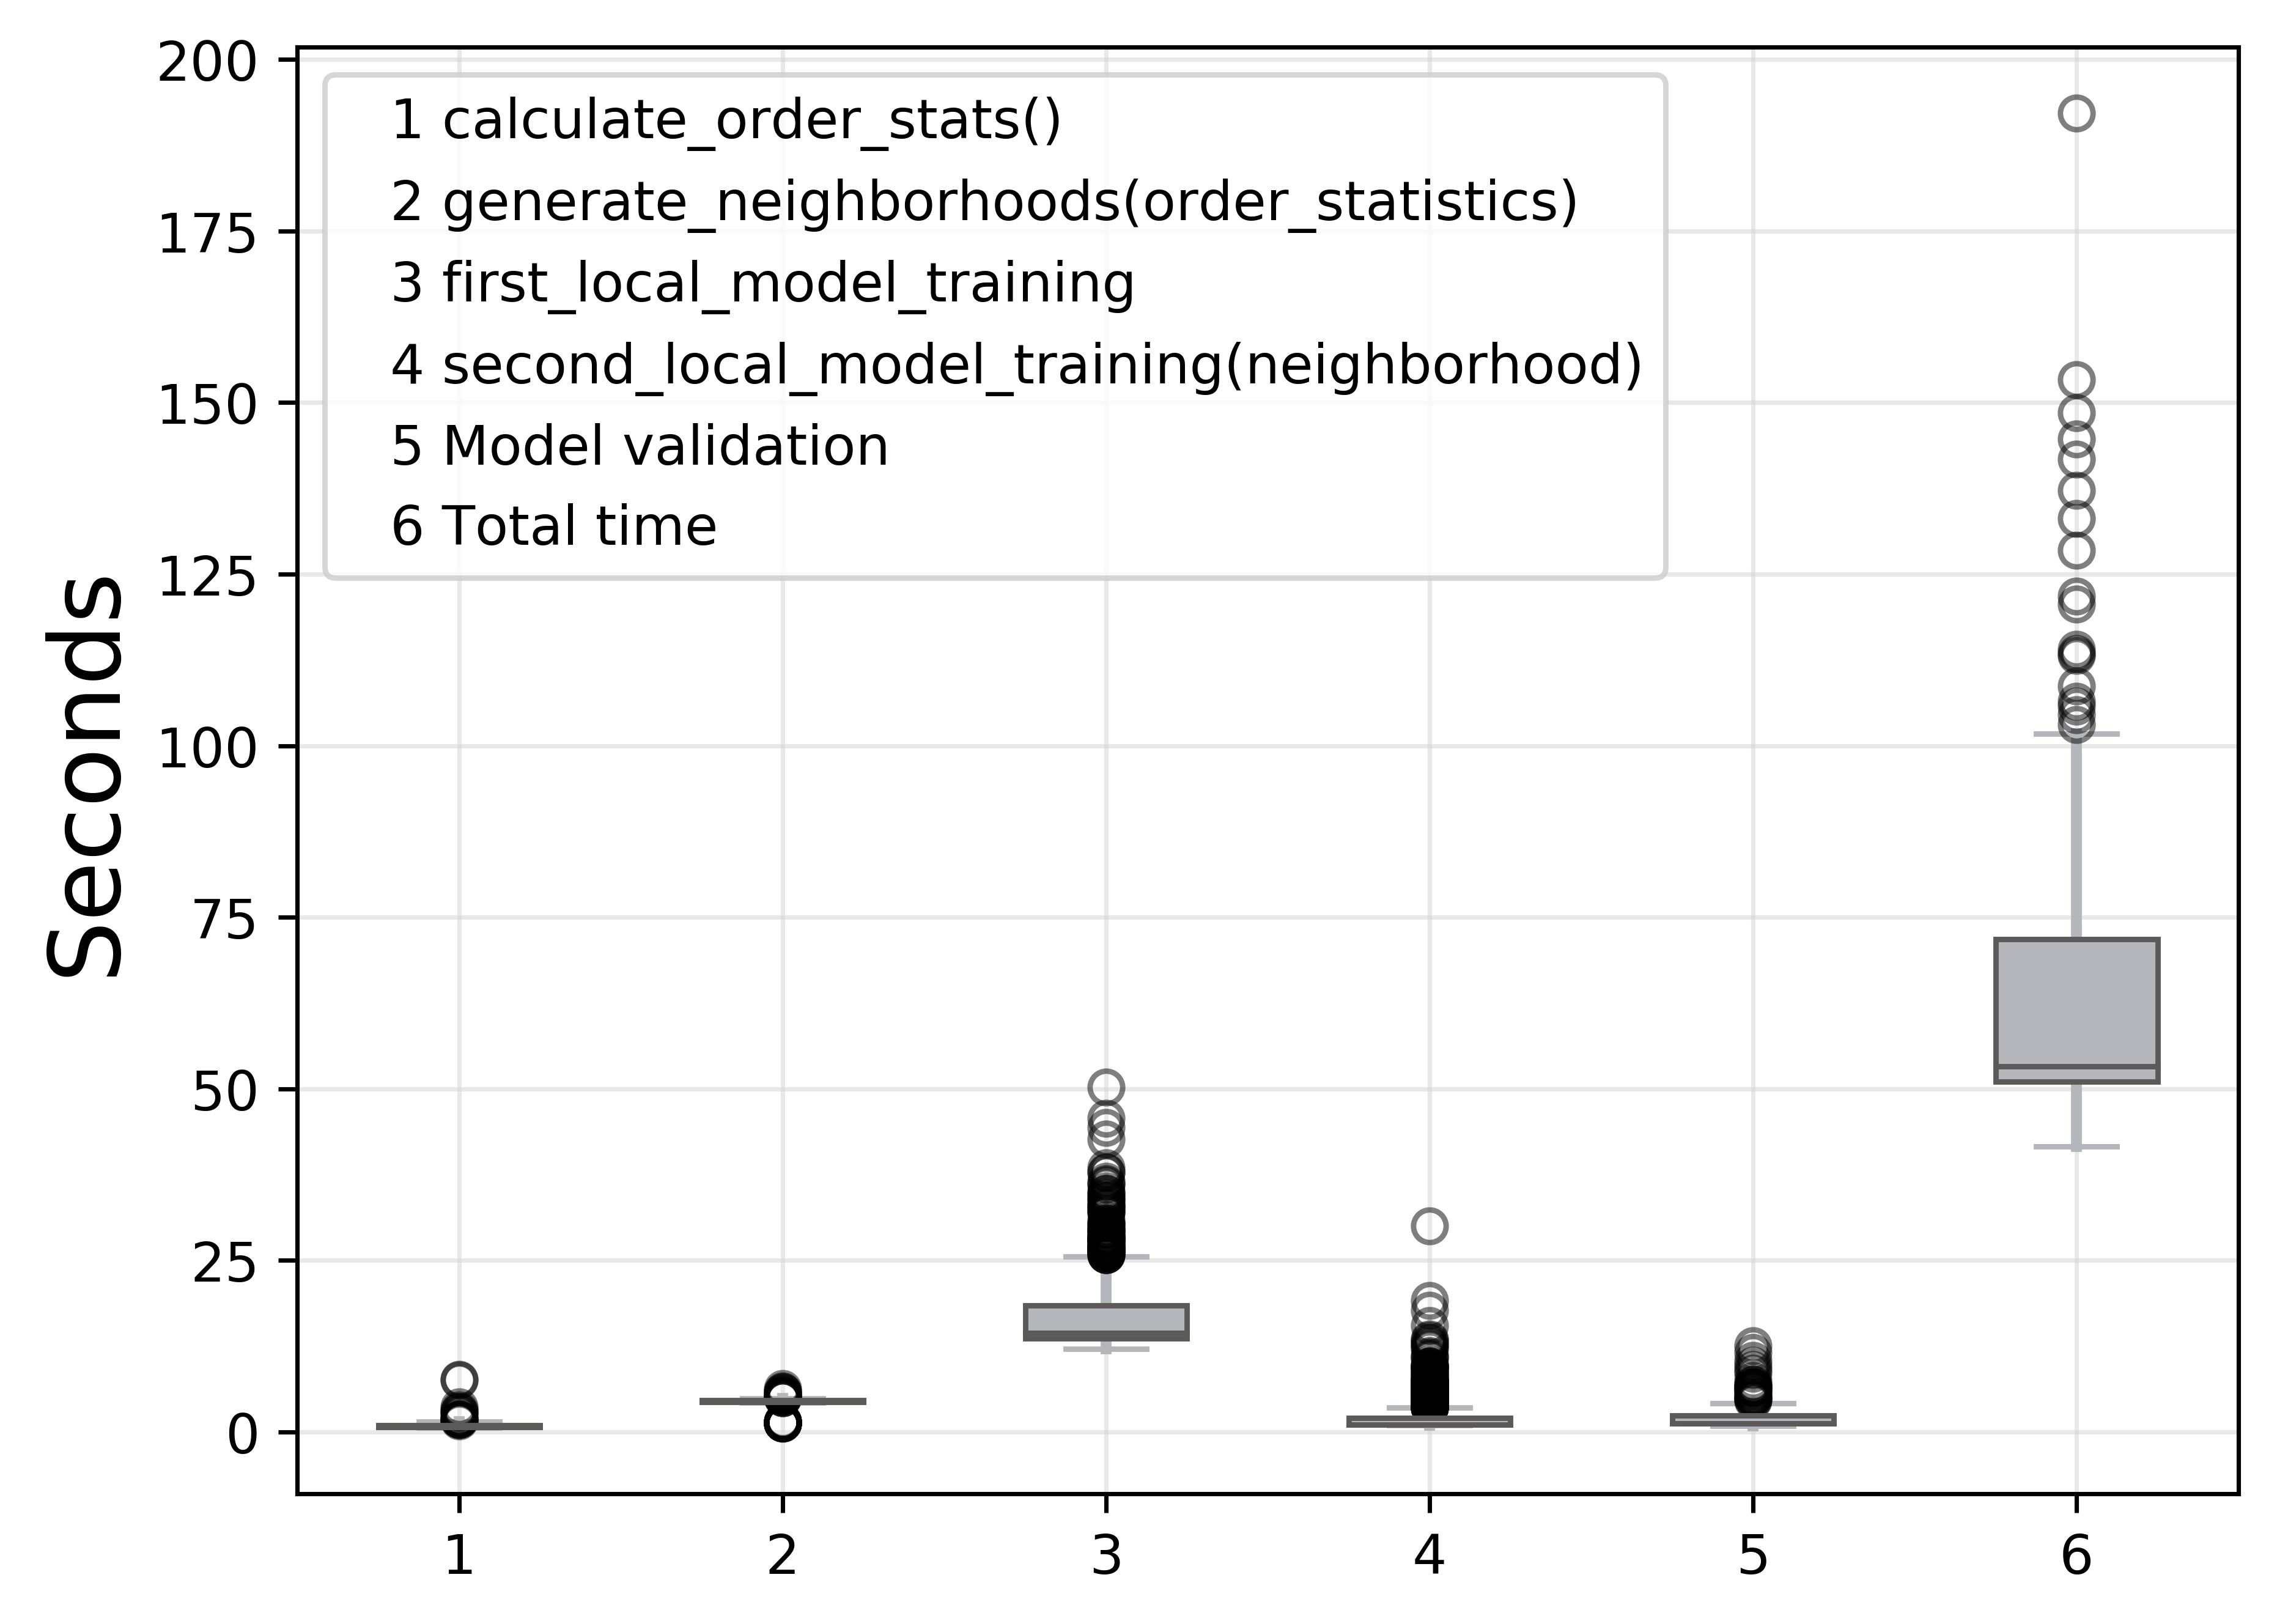 200
175
150
125
100
75
50
25
0
Seconds
1 calculate_order_stats()
2 generate_neighborhoods(order_statistics)
3 first_local_model_training
4 second_local_model_training(neighborhood)
5 Model validation
6 Total time
1 2 3 4 5 6